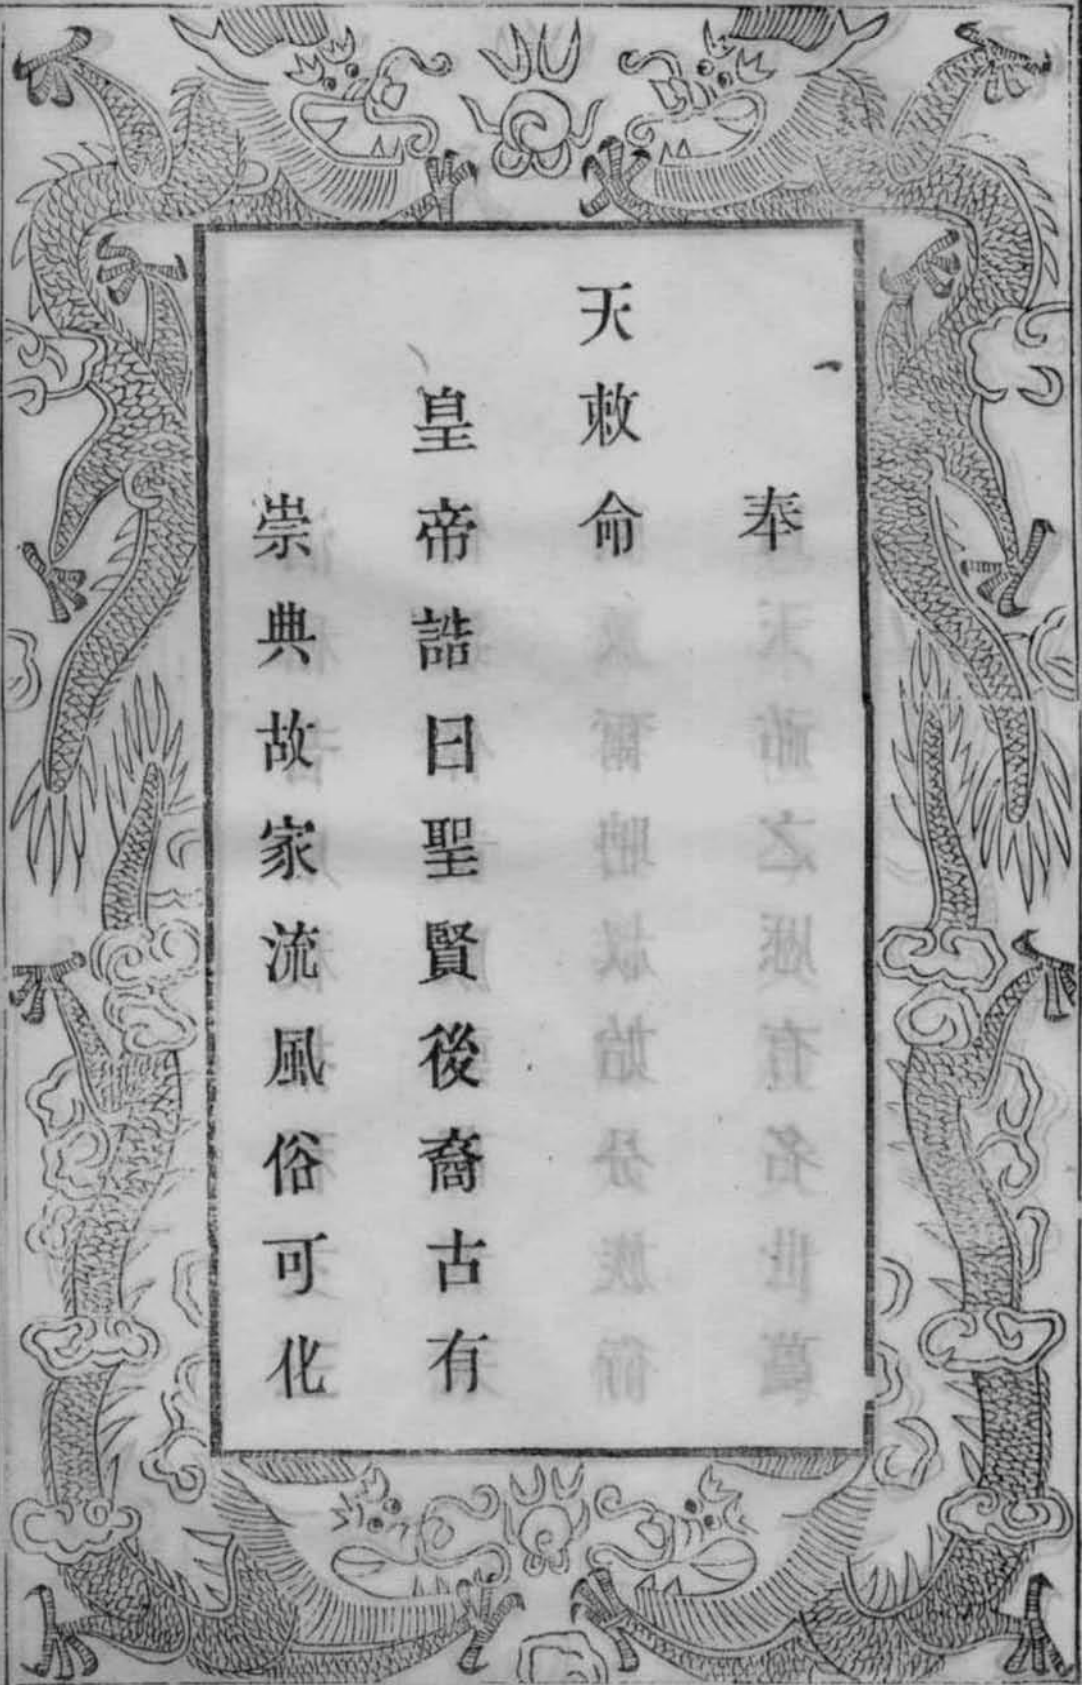 奉
天敕命
皇帝誥曰聖賢後裔古有
崇典故家流風俗可化